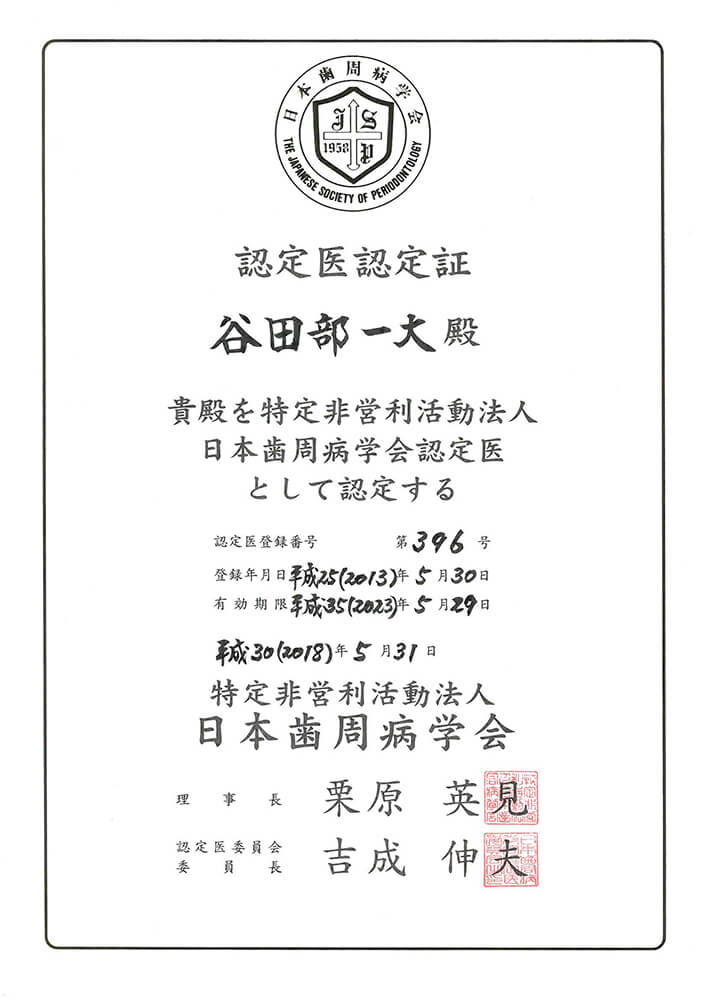 日本歯周病学会
JSP
1958
THE JAPANESE SOCIETY OF PERIODONTOLOGY
認定医認定証
谷田部一大殿
貴殿を特定非営利活動法人
日本歯周病学会認定医
として認定する
認定医登録番号 第396号
登録年月日平成25(2013)年5月30日
有効期限平成35(2023)年5月29日
平成30(2018)年5月31日
特定非営利活動法人
日本歯周病学会
理事長 栗原英見
認定医委員会
委員長 吉成伸夫